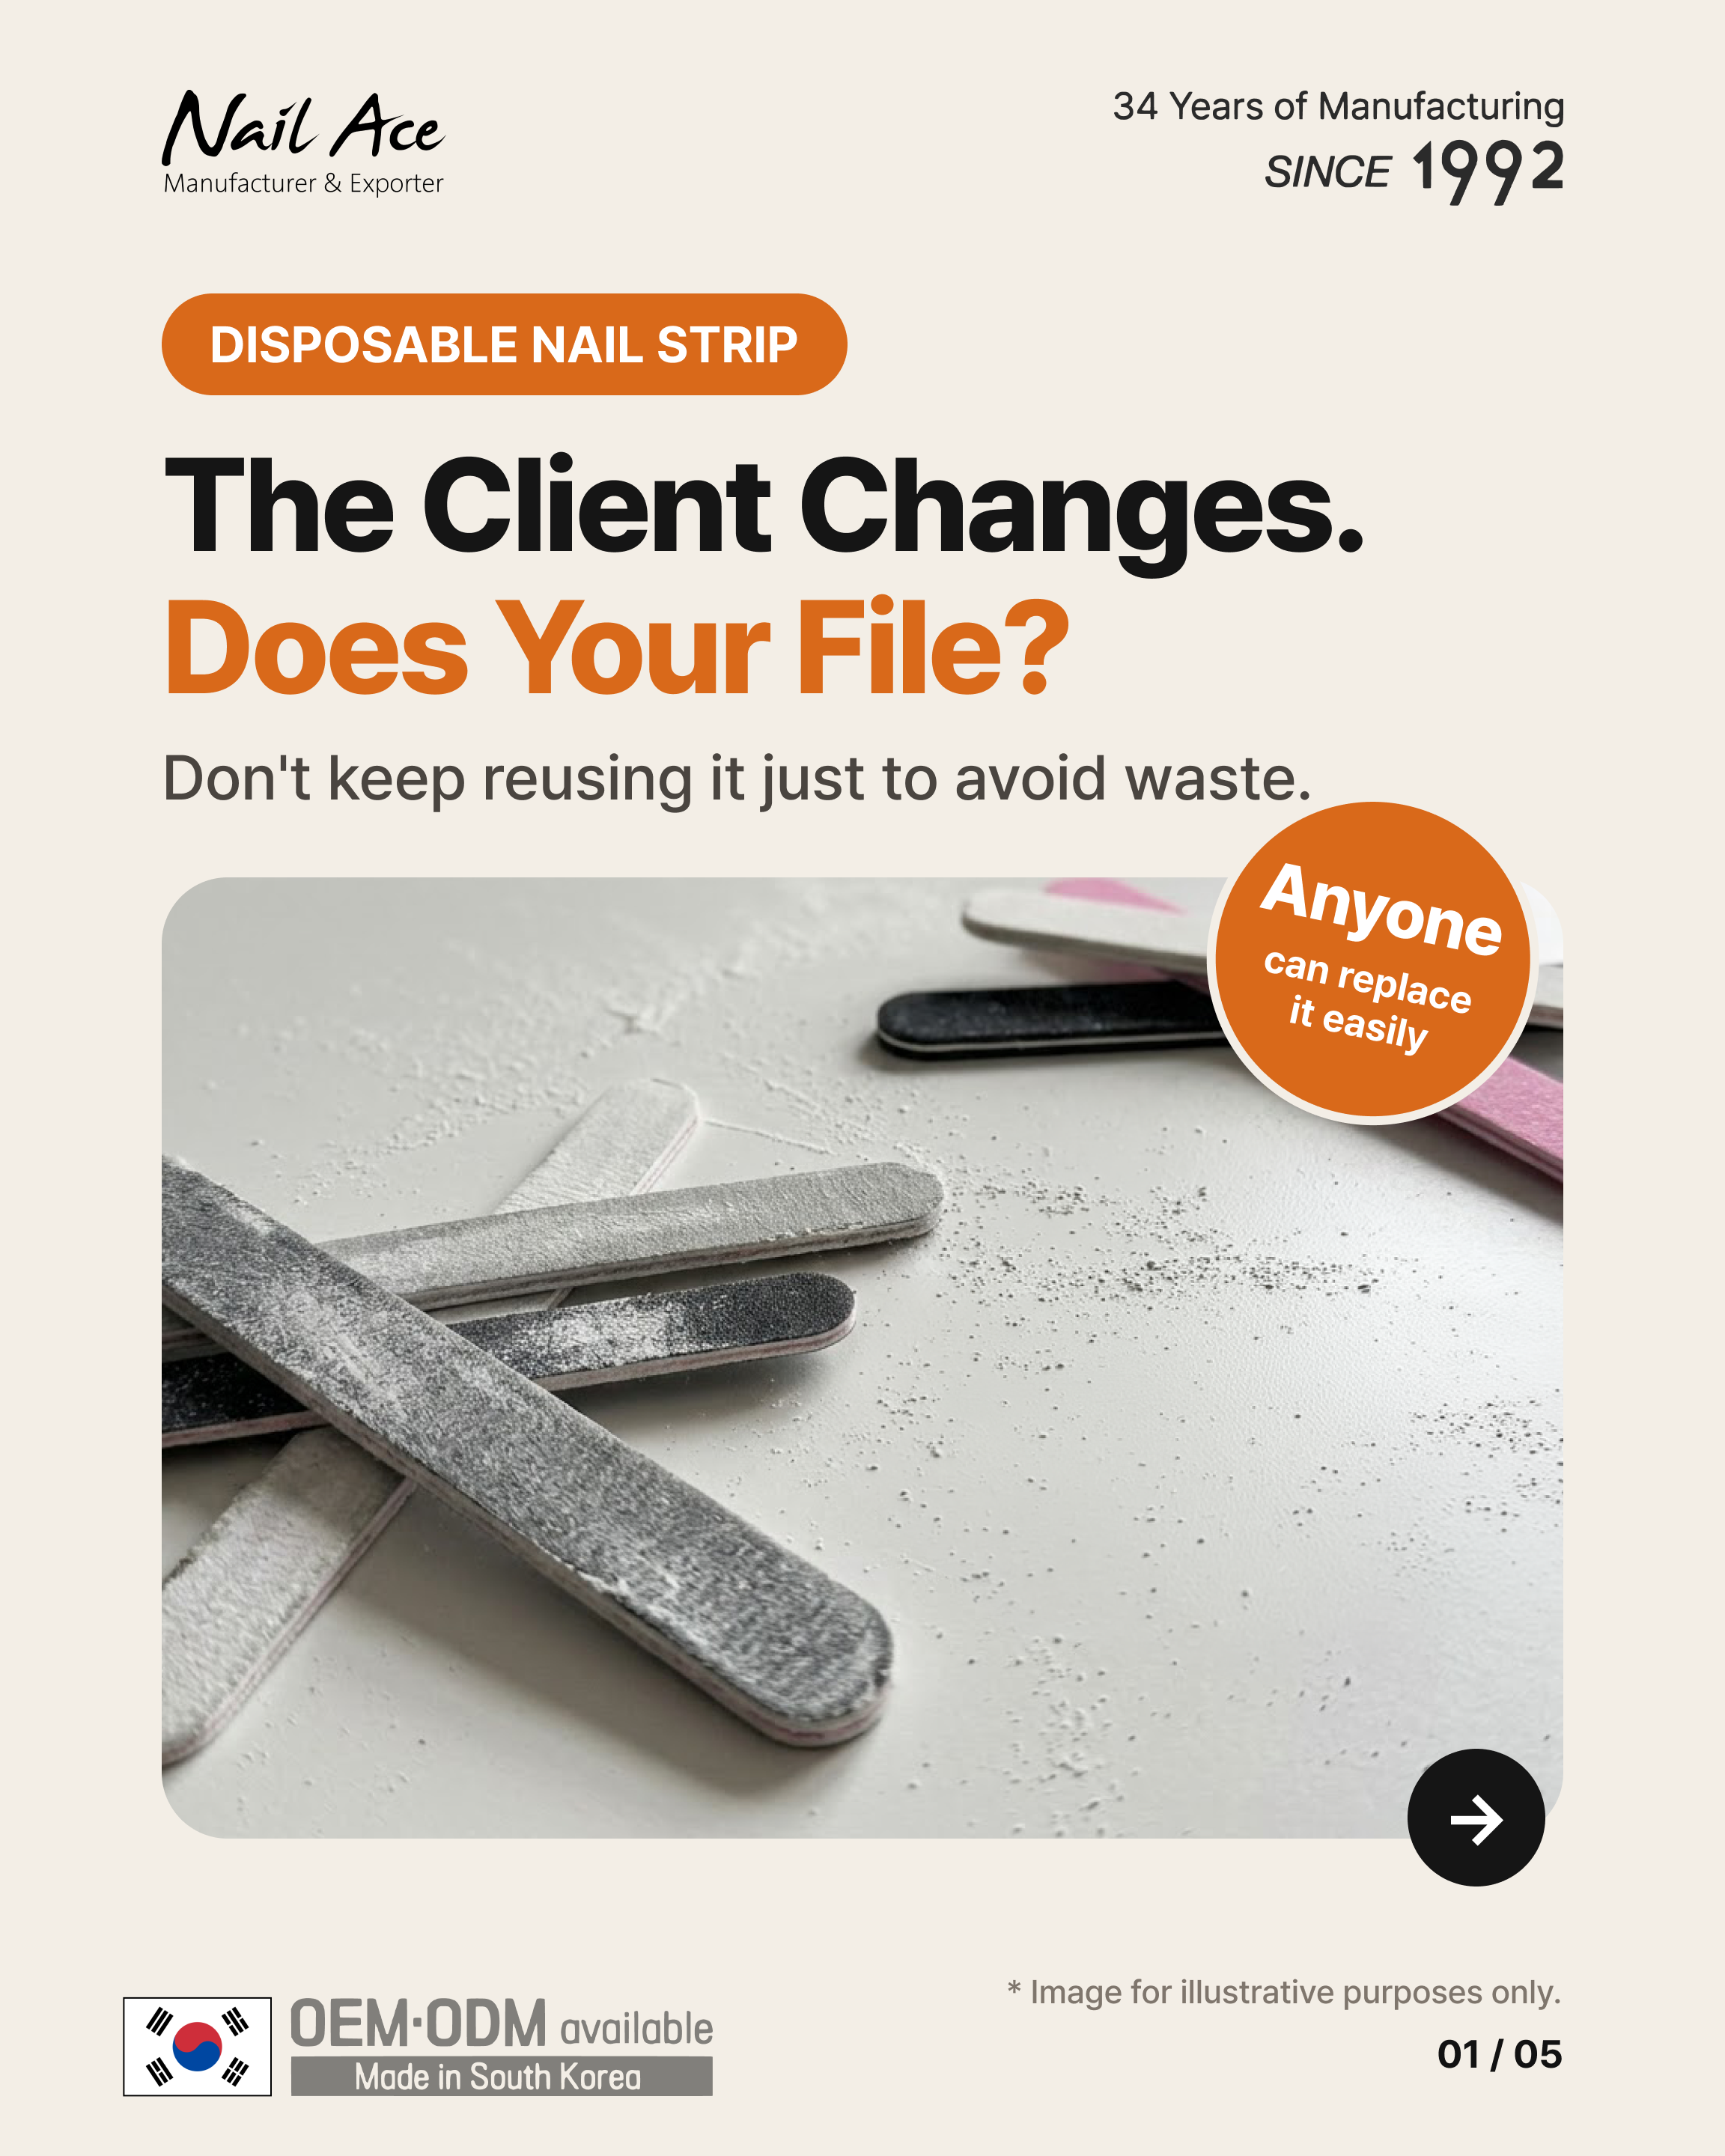 Nail Ace
Manufacturer & Exporter
34 Years of Manufacturing
SINCE 1992
DISPOSABLE NAIL STRIP
The Client Changes.
Does Your File?
Don't keep reusing it just to avoid waste.
Anyone
can replace
it easily
* Image for illustrative purposes only.
OEM·ODM available
Made in South Korea
01 / 05